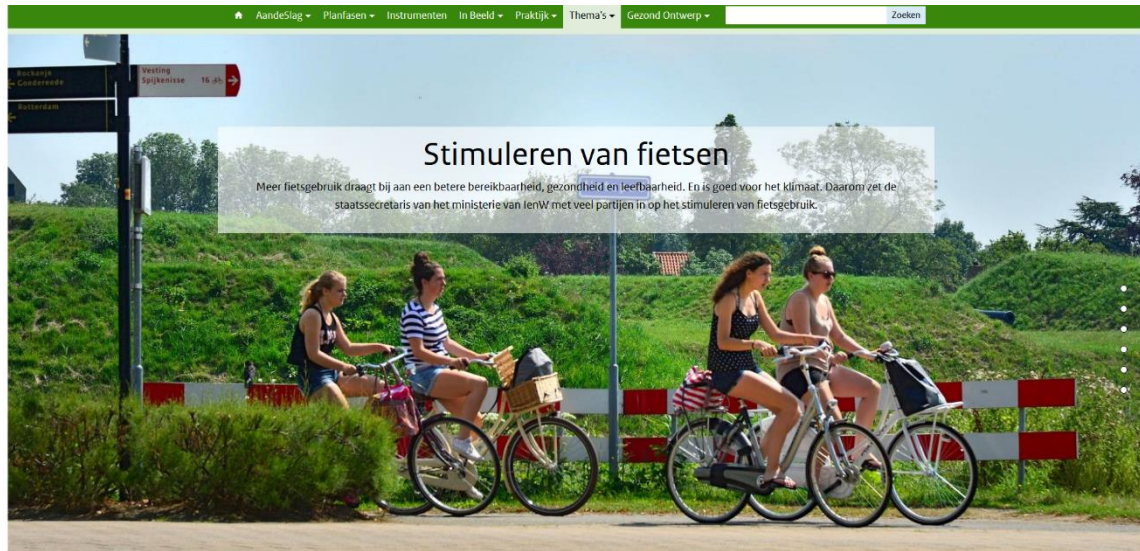 AandeSlag Planfasen Instrumenten In Beeld Praktijk Thema's Gezond Ontwerp Zoeken
Rockanje
Goedereede
Vesting
Spijkenisse 16
Rotterdam
Stimuleren van fietsen
Meer fietsgebruik draagt bij aan een betere bereikbaarheid, gezondheid en leefbaarheid. En is goed voor het klimaat. Daarom zet de
staatssecretaris van het ministerie van IenW met veel partijen in op het stimuleren van fietsgebruik.